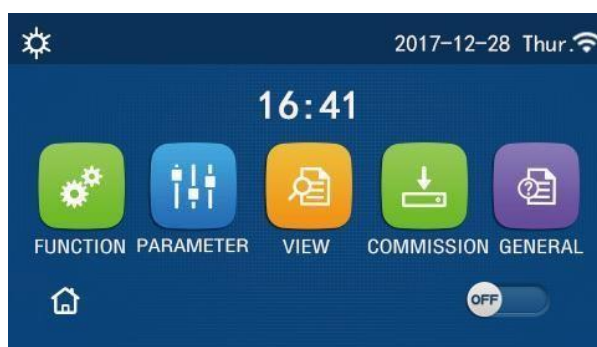 2017-12-28 Thur.
16:41
FUNCTION PARAMETER VIEW COMMISSION GENERAL
OFF